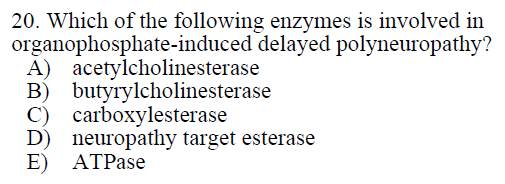 20. Which of the following enzymes is involved in
organophosphate-induced delayed polyneuropathy?
A) acetylcholinesterase
B) butyrylcholinesterase
C) carboxylesterase
D) neuropathy target esterase
E) ATPase